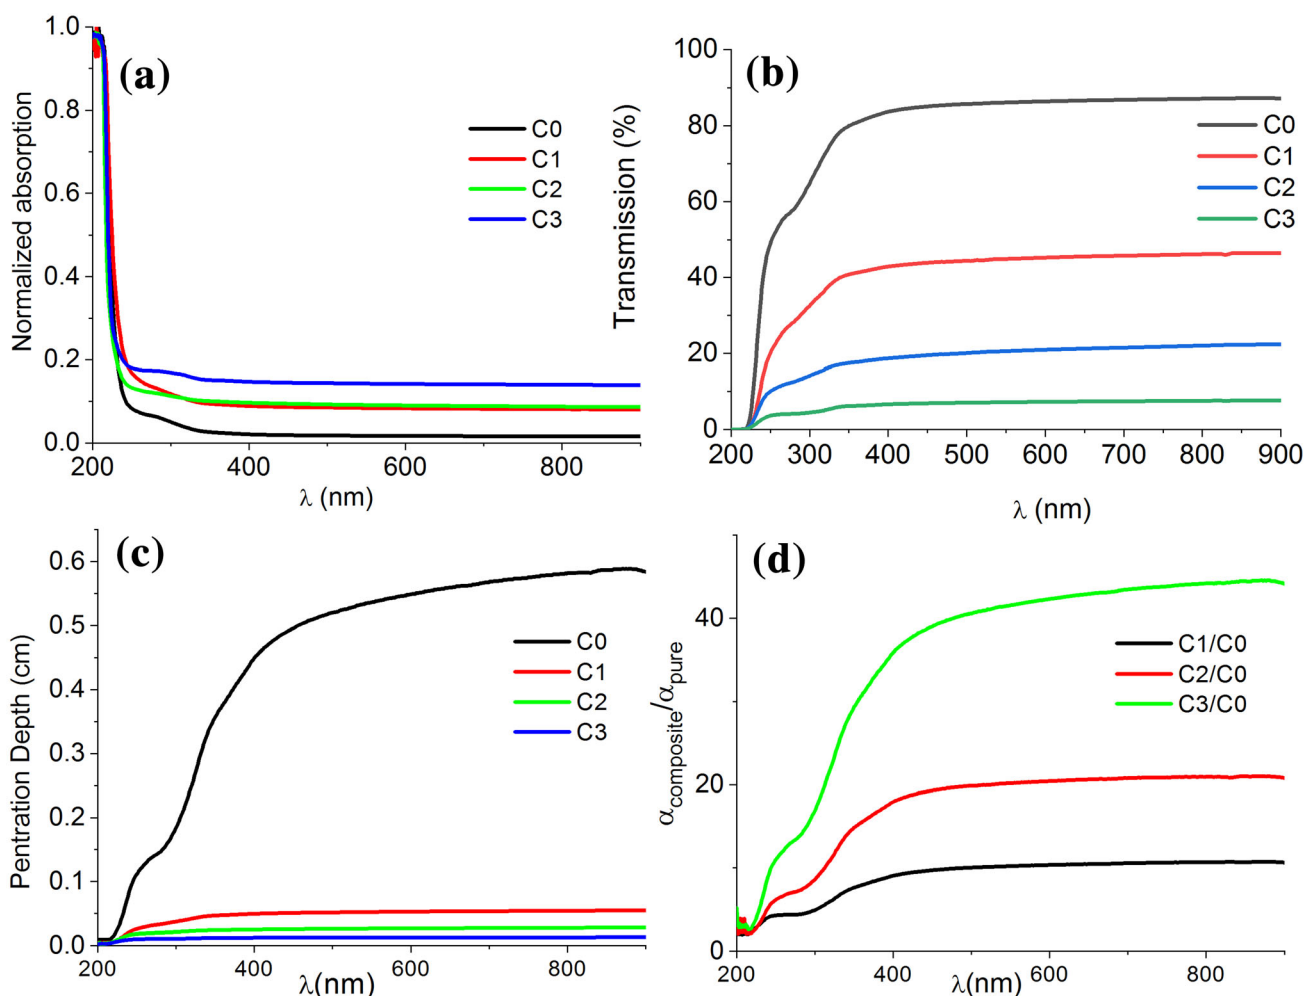 (a)
Normalized absorption
1.0
0.8
0.6
0.4
0.2
0.0
C0
C1
C2
C3
200
400
600
800
λ (nm)
(b)
Transmission (%)
100
80
60
40
20
0
C0
C1
C2
C3
200
300
400
500
600
700
800
900
λ (nm)
(c)
Pentration Depth (cm)
0.6
0.5
0.4
0.3
0.2
0.1
0.0
C0
C1
C2
C3
200
400
600
800
λ(nm)
(d)
αcomposite/αpure
40
20
0
C1/C0
C2/C0
C3/C0
200
400
600
800
λ(nm)